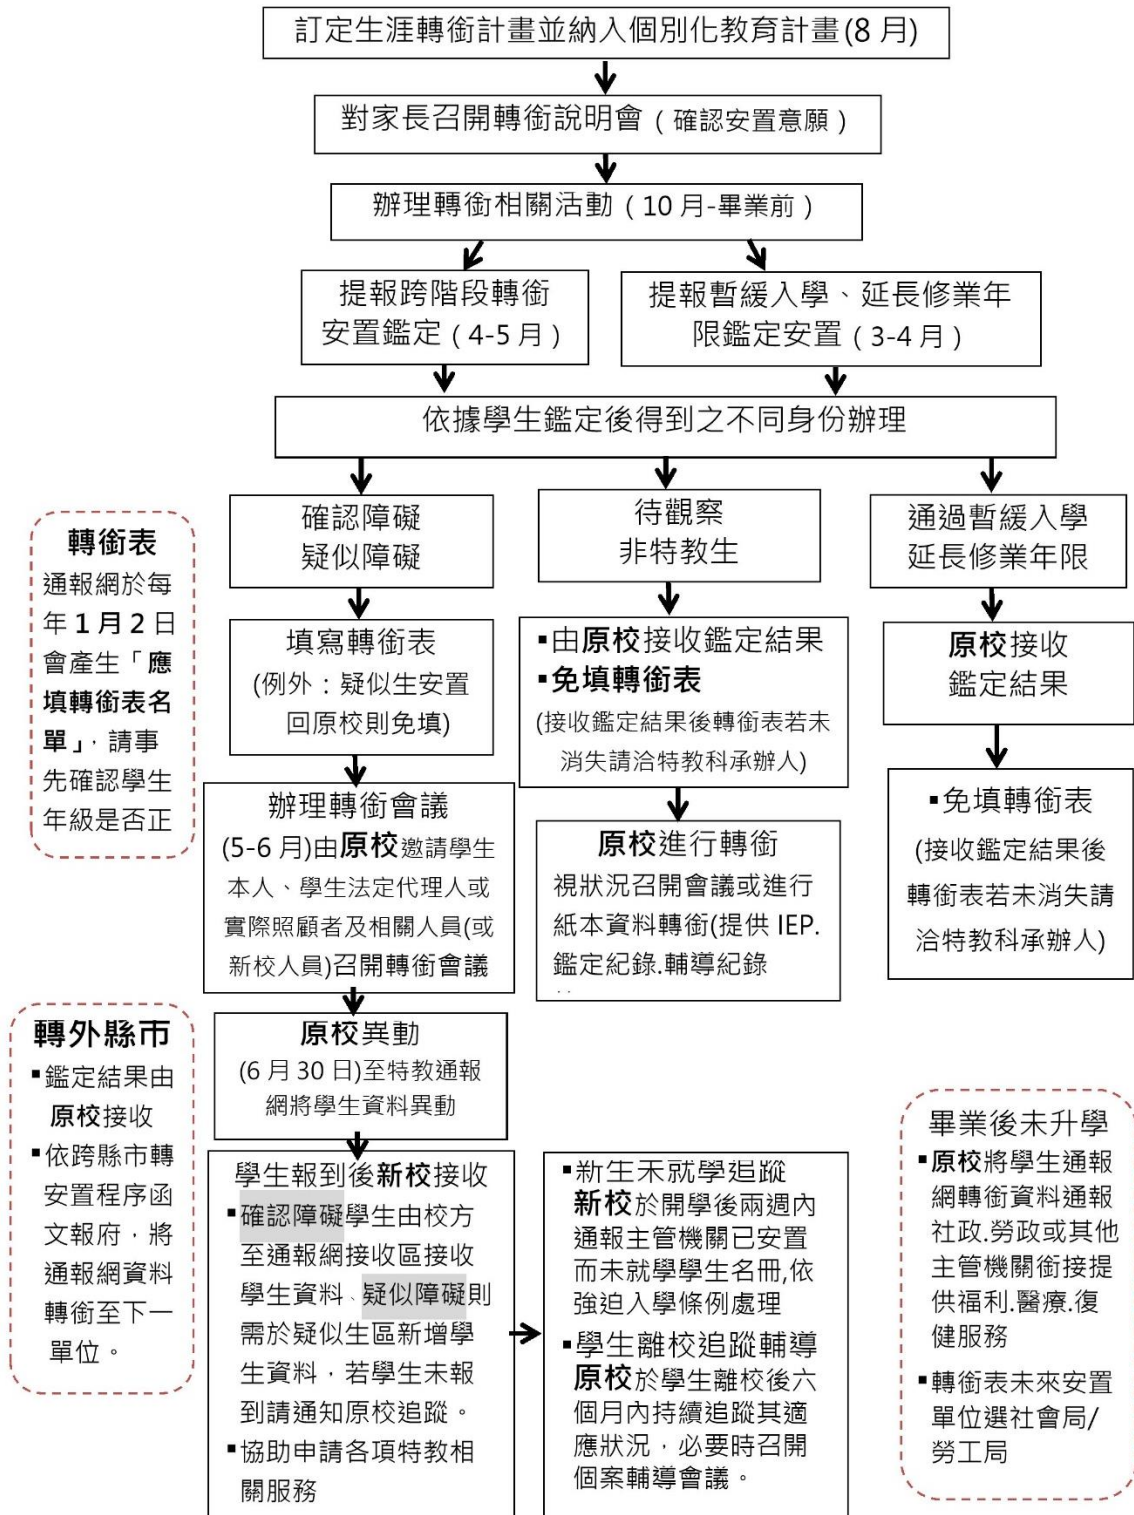 訂定生涯轉銜計畫並納入個別化教育計畫(8 月)
對家長召開轉銜說明會（確認安置意願）
辦理轉銜相關活動（10 月-畢業前）
提報跨階段轉銜
安置鑑定（4-5 月）
提報暫緩入學、延長修業年
限鑑定安置（3-4 月）
依據學生鑑定後得到之不同身份辦理
確認障礙
疑似障礙
待觀察
非特教生
通過暫緩入學
延長修業年限
轉銜表
通報網於每
年 1 月 2 日
會產生「應
填轉銜表名
單」，請事
先確認學生
年級是否正
填寫轉銜表
(例外：疑似生安置
回原校則免填)
▪由原校接收鑑定結果
▪免填轉銜表
(接收鑑定結果後轉銜表若未
消失請洽特教科承辦人)
原校接收
鑑定結果
辦理轉銜會議
(5-6 月)由原校邀請學生
本人、學生法定代理人或
實際照顧者及相關人員(或
新校人員)召開轉銜會議
原校進行轉銜
視狀況召開會議或進行
紙本資料轉銜(提供 IEP.
鑑定紀錄.輔導紀錄
▪免填轉銜表
(接收鑑定結果後
轉銜表若未消失請
洽特教科承辦人)
轉外縣市
▪鑑定結果由
原校接收
▪依跨縣市轉
安置程序函
文報府，將
通報網資料
轉銜至下一
單位。
原校異動
(6 月 30 日)至特教通報
網將學生資料異動
學生報到後新校接收
▪確認障礙學生由校方
至通報網接收區接收
學生資料、疑似障礙則
需於疑似生區新增學
生資料，若學生未報
到請通知原校追蹤。
▪協助申請各項特教相
關服務
▪新生未就學追蹤
新校於開學後兩週內
通報主管機關已安置
而未就學學生名冊,依
強迫入學條例處理
▪學生離校追蹤輔導
原校於學生離校後六
個月內持續追蹤其適
應狀況，必要時召開
個案輔導會議。
畢業後未升學
▪原校將學生通報
網轉銜資料通報
社政.勞政或其他
主管機關銜接提
供福利.醫療.復
健服務
▪轉銜表未來安置
單位選社會局/
勞工局